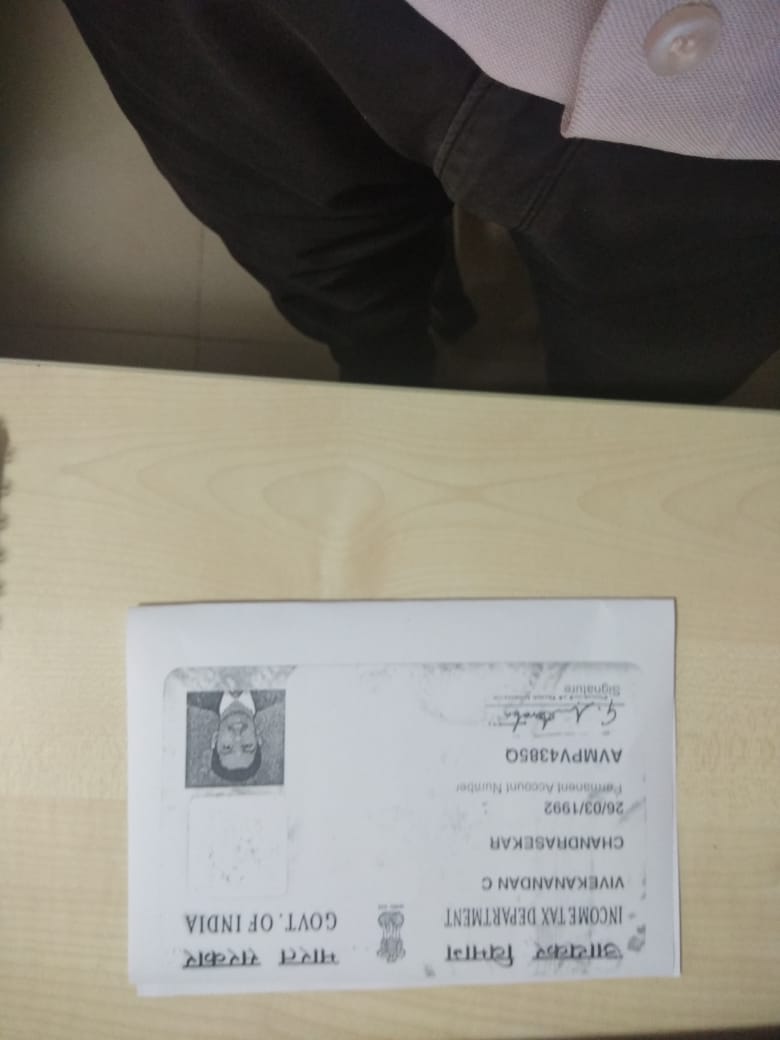 आयकर विभाग
भारत सरकार
INCOME TAX DEPARTMENT
GOVT. OF INDIA
VIVEKANANDAN C
CHANDRASEKAR
26/03/1992
Permanent Account Number
AVMPV4385Q
Signature